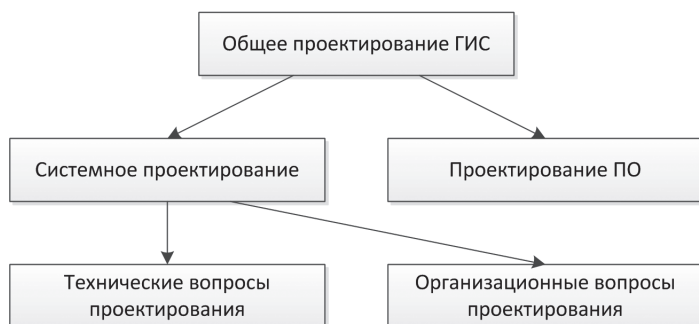 Общее проектирование ГИС
Системное проектирование
Проектирование ПО
Технические вопросы
проектирования
Организационные вопросы
проектирования